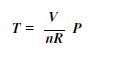 T = V/nR P